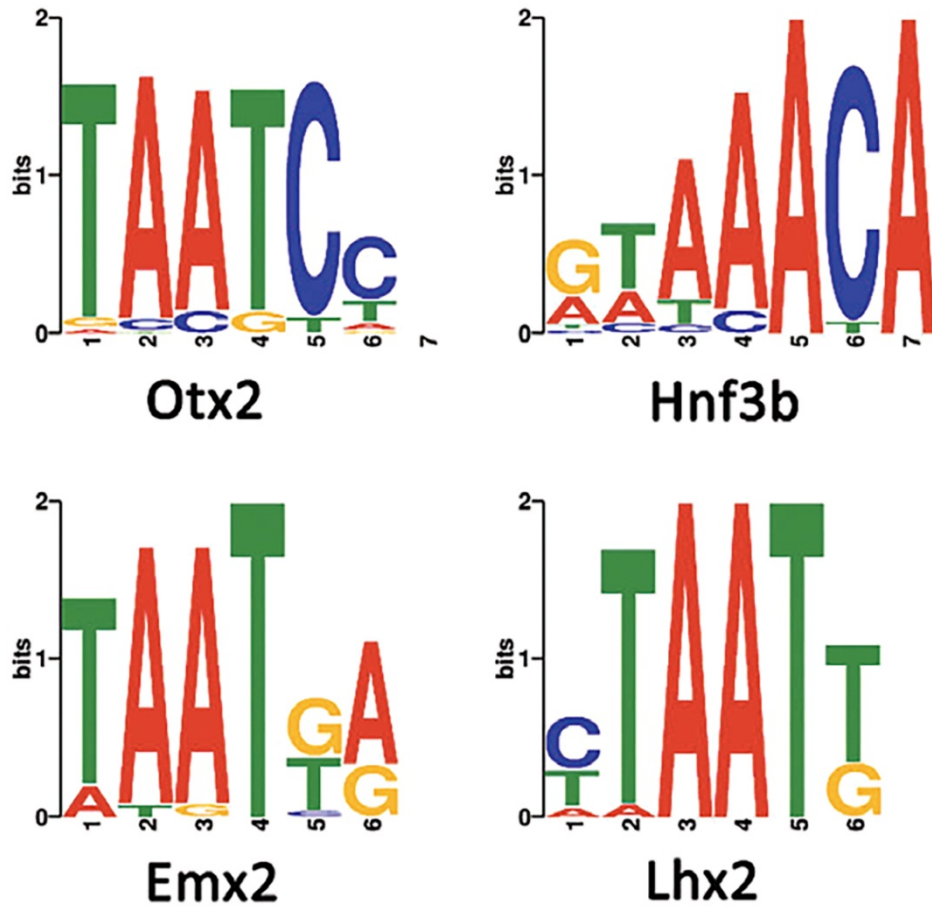 2
1
0
bits
T A A T C C
G C C G T T
A A
1 2 3 4 5 6 7
Otx2
2
1
0
bits
G T A A A C A
A A T C T
C C
1 2 3 4 5 6 7
Hnf3b
2
1
0
bits
T A A T G A
A T G T G
C
1 2 3 4 5 6
Emx2
2
1
0
bits
C T A A T T
T A G
A
1 2 3 4 5 6
Lhx2